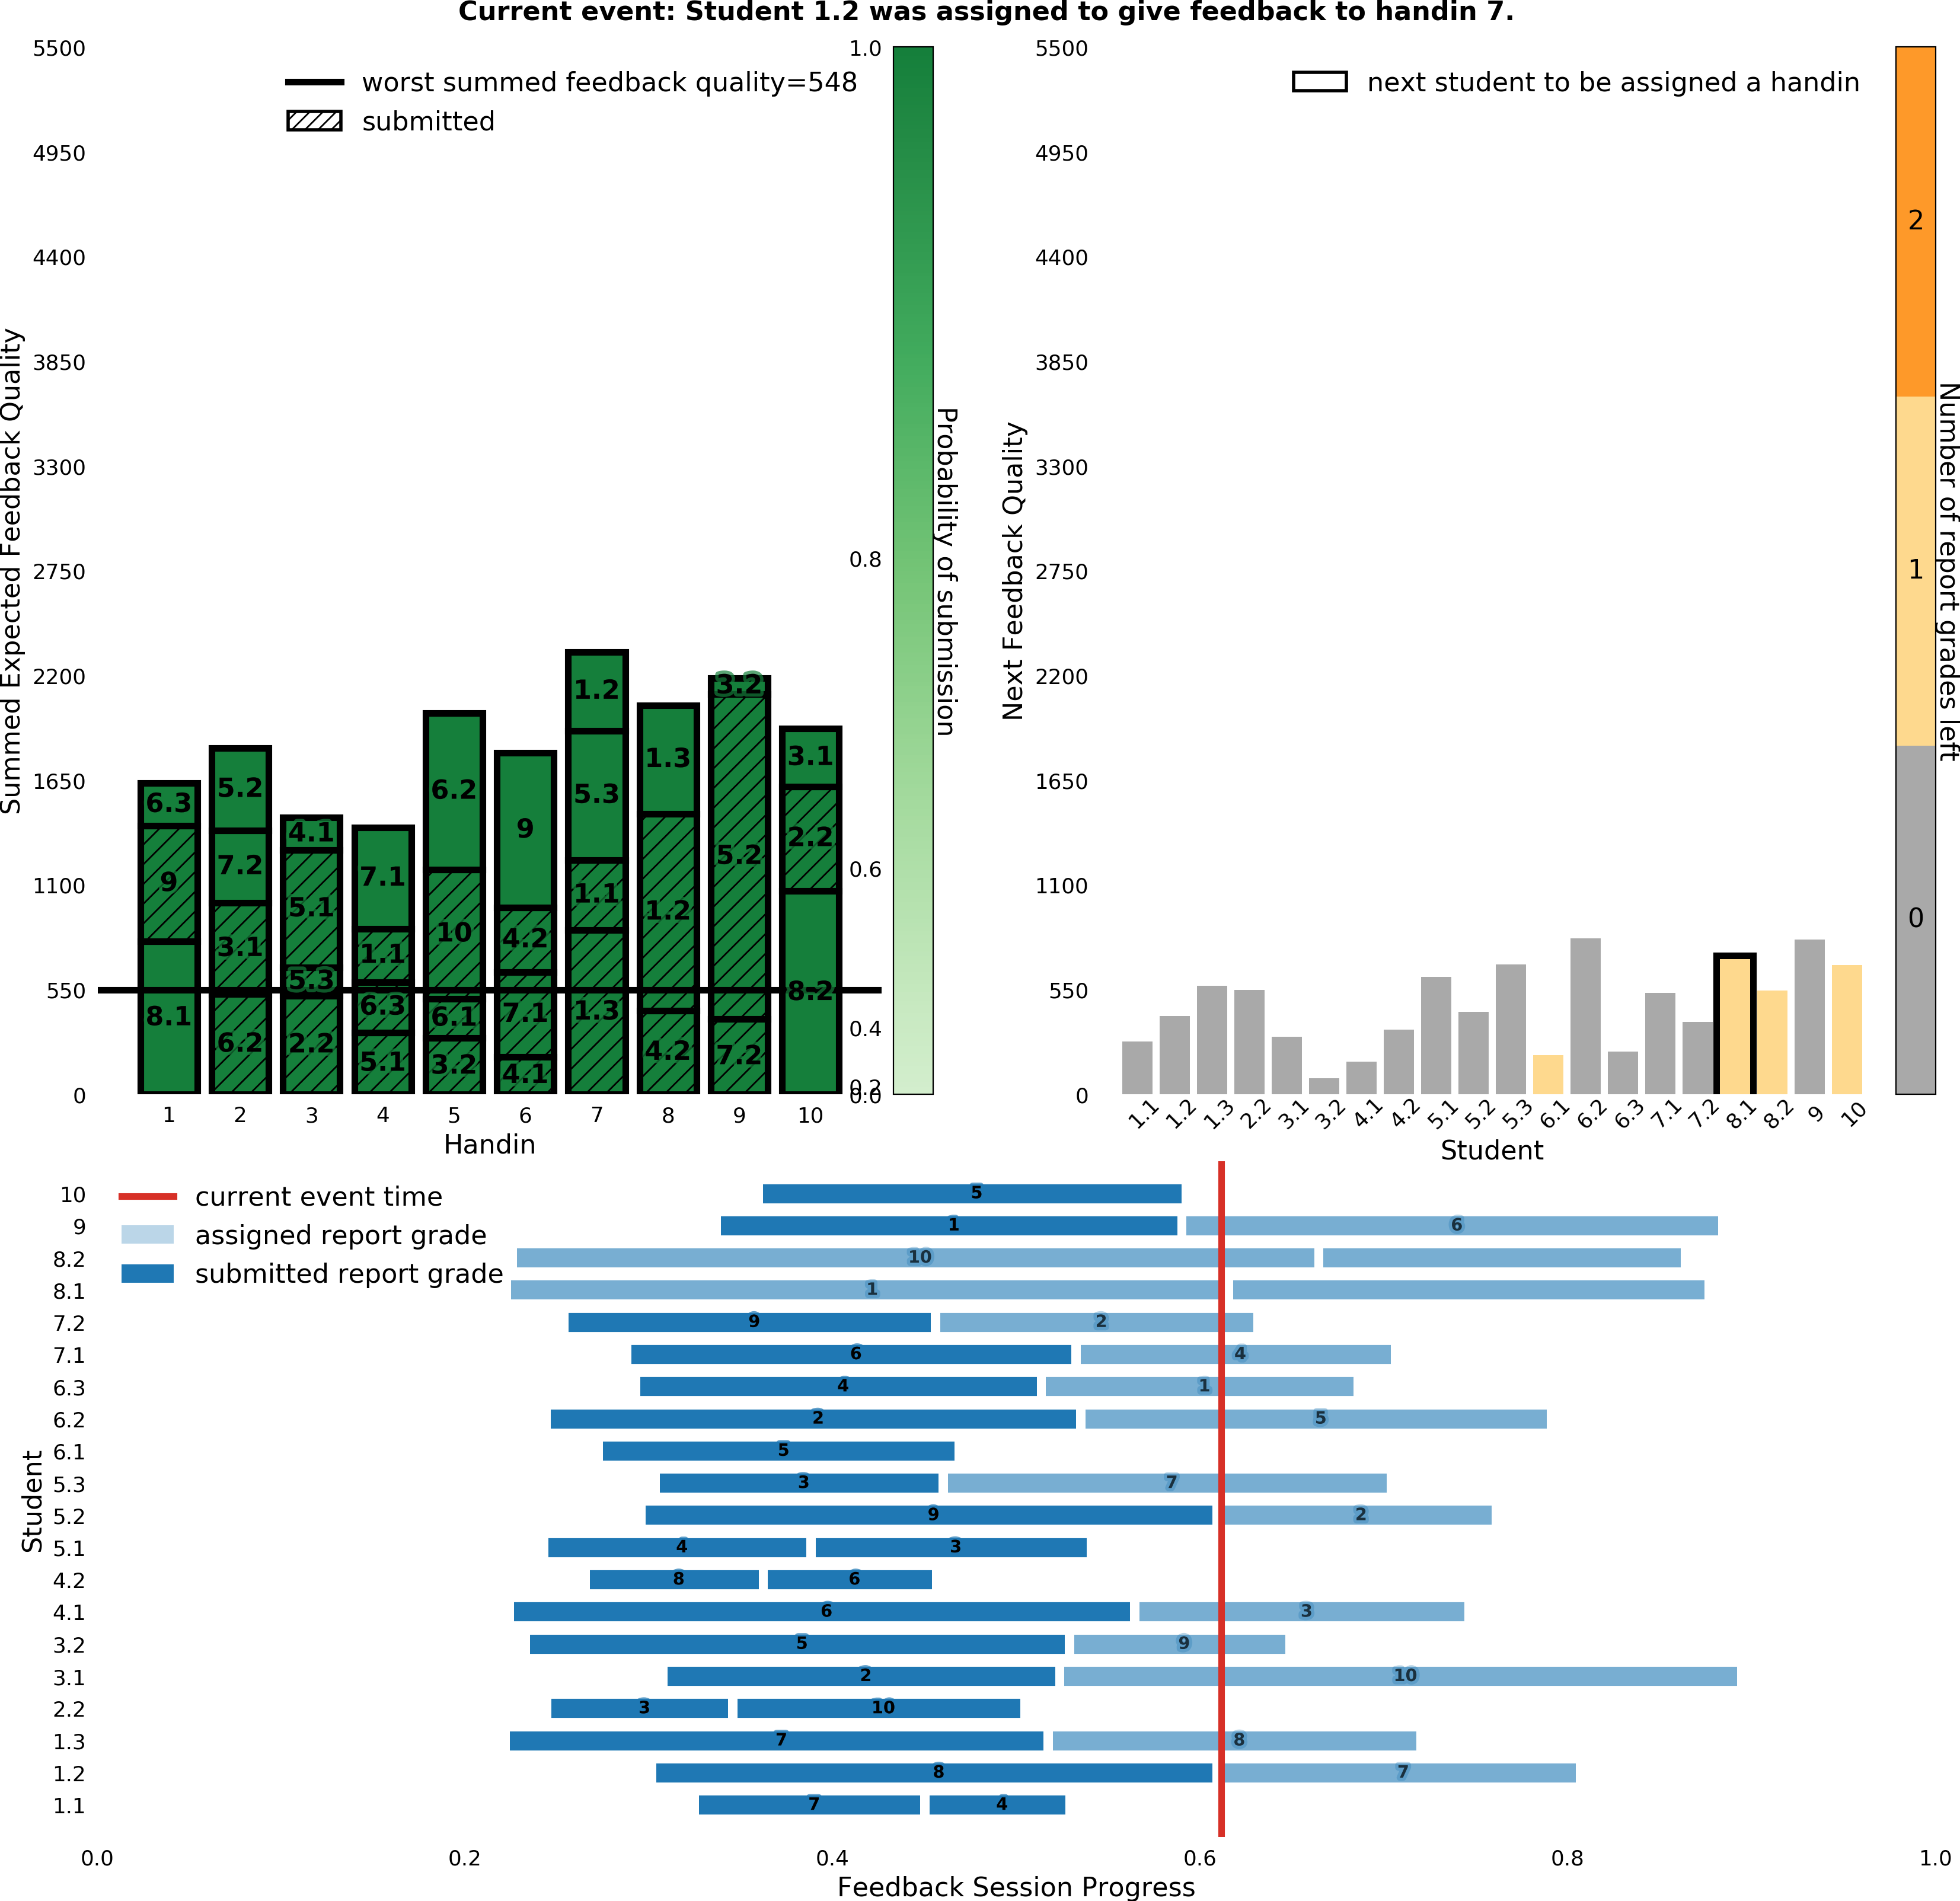 Current event: Student 1.2 was assigned to give feedback to handin 7.
worst summed feedback quality=548
submitted
Summed Expected Feedback Quality
5500
4950
4400
3850
3300
2750
2200
1650
1100
550
0
6.3
9
8.1
5.2
7.2
3.1
6.2
4.1
5.1
5.3
2.2
7.1
1.1
6.3
5.1
6.2
10
6.1
3.2
9
4.2
7.1
4.1
1.2
5.3
1.1
1.3
1.3
1.2
4.2
3.2
5.2
7.2
3.1
2.2
8.2
1 2 3 4 5 6 7 8 9 10
Handin
1.0
0.8
0.6
0.4
0.2
0.0
Probability of submission
next student to be assigned a handin
Next Feedback Quality
5500
4950
4400
3850
3300
2750
2200
1650
1100
550
0
1.1 1.2 1.3 2.2 3.1 3.2 4.1 4.2 5.1 5.2 5.3 6.1 6.2 6.3 7.1 7.2 8.1 8.2 9 10
Student
2
1
0
Number of report grades left
current event time
assigned report grade
submitted report grade
Student
10 5
9 1 6
8.2 10
8.1 1
7.2 9 2
7.1 6 4
6.3 4 1
6.2 2 5
6.1 5
5.3 3 7
5.2 9 2
5.1 4 3
4.2 8 6
4.1 6 3
3.2 5 9
3.1 2 10
2.2 3 10
1.3 7 8
1.2 8 7
1.1 7 4
0.0 0.2 0.4 0.6 0.8 1.0
Feedback Session Progress